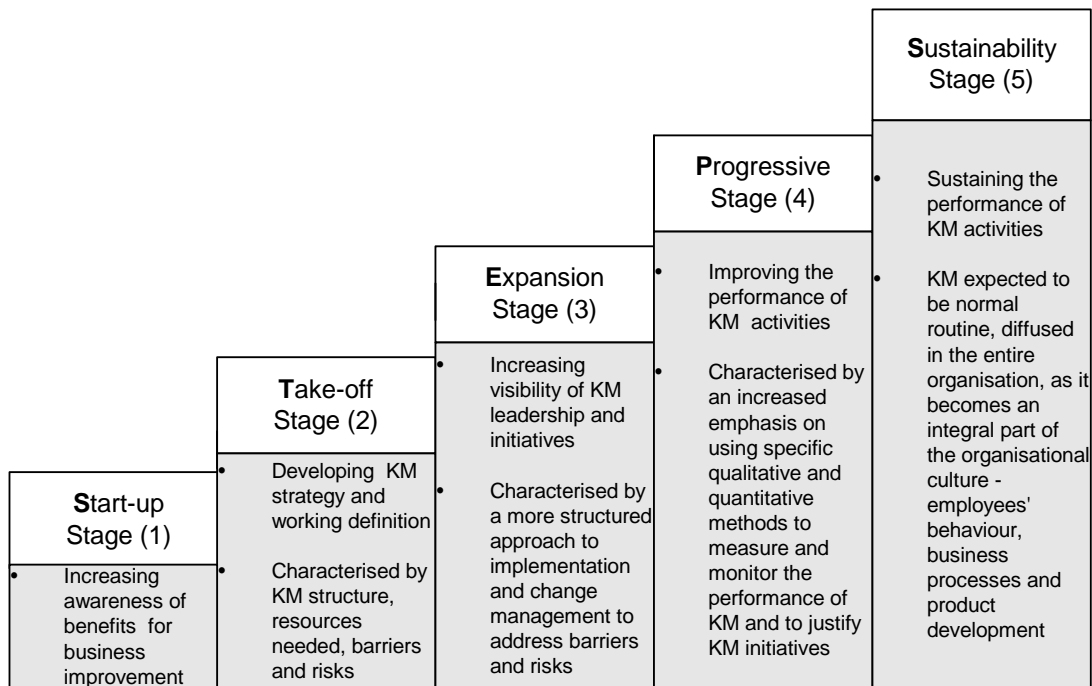 Start-up
Stage (1)
• Increasing
awareness of
benefits for
business
improvement
Take-off
Stage (2)
• Developing KM
strategy and
working definition
• Characterised by
KM structure,
resources
needed, barriers
and risks
Expansion
Stage (3)
• Increasing
visibility of KM
leadership and
initiatives
• Characterised by
a more structured
approach to
implementation
and change
management to
address barriers
and risks
Progressive
Stage (4)
• Improving the
performance of
KM activities
• Characterised by
an increased
emphasis on
using specific
qualitative and
quantitative
methods to
measure and
monitor the
performance of
KM and to justify
KM initiatives
Sustainability
Stage (5)
• Sustaining the
performance of
KM activities
• KM expected to
be normal
routine, diffused
in the entire
organisation, as it
becomes an
integral part of
the organisational
culture -
employees'
behaviour,
business
processes and
product
development